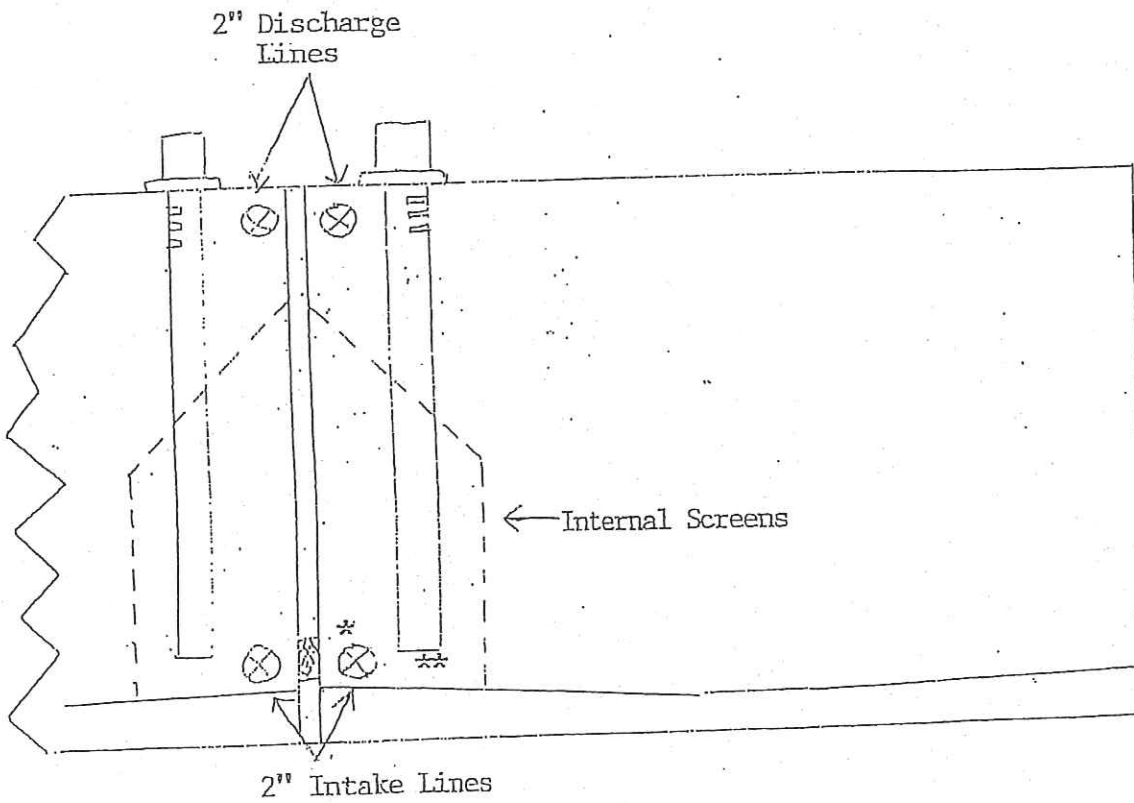 2" Discharge
Lines
Internal Screens
*
**
2" Intake Lines